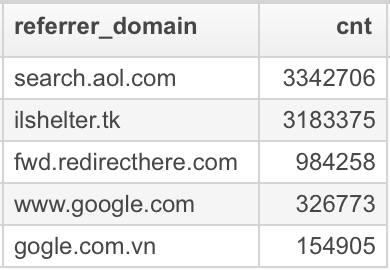 referrer_domain cnt
search.aol.com 3342706
ilshelter.tk 3183375
fwd.redirecthere.com 984258
www.google.com 326773
gogle.com.vn 154905